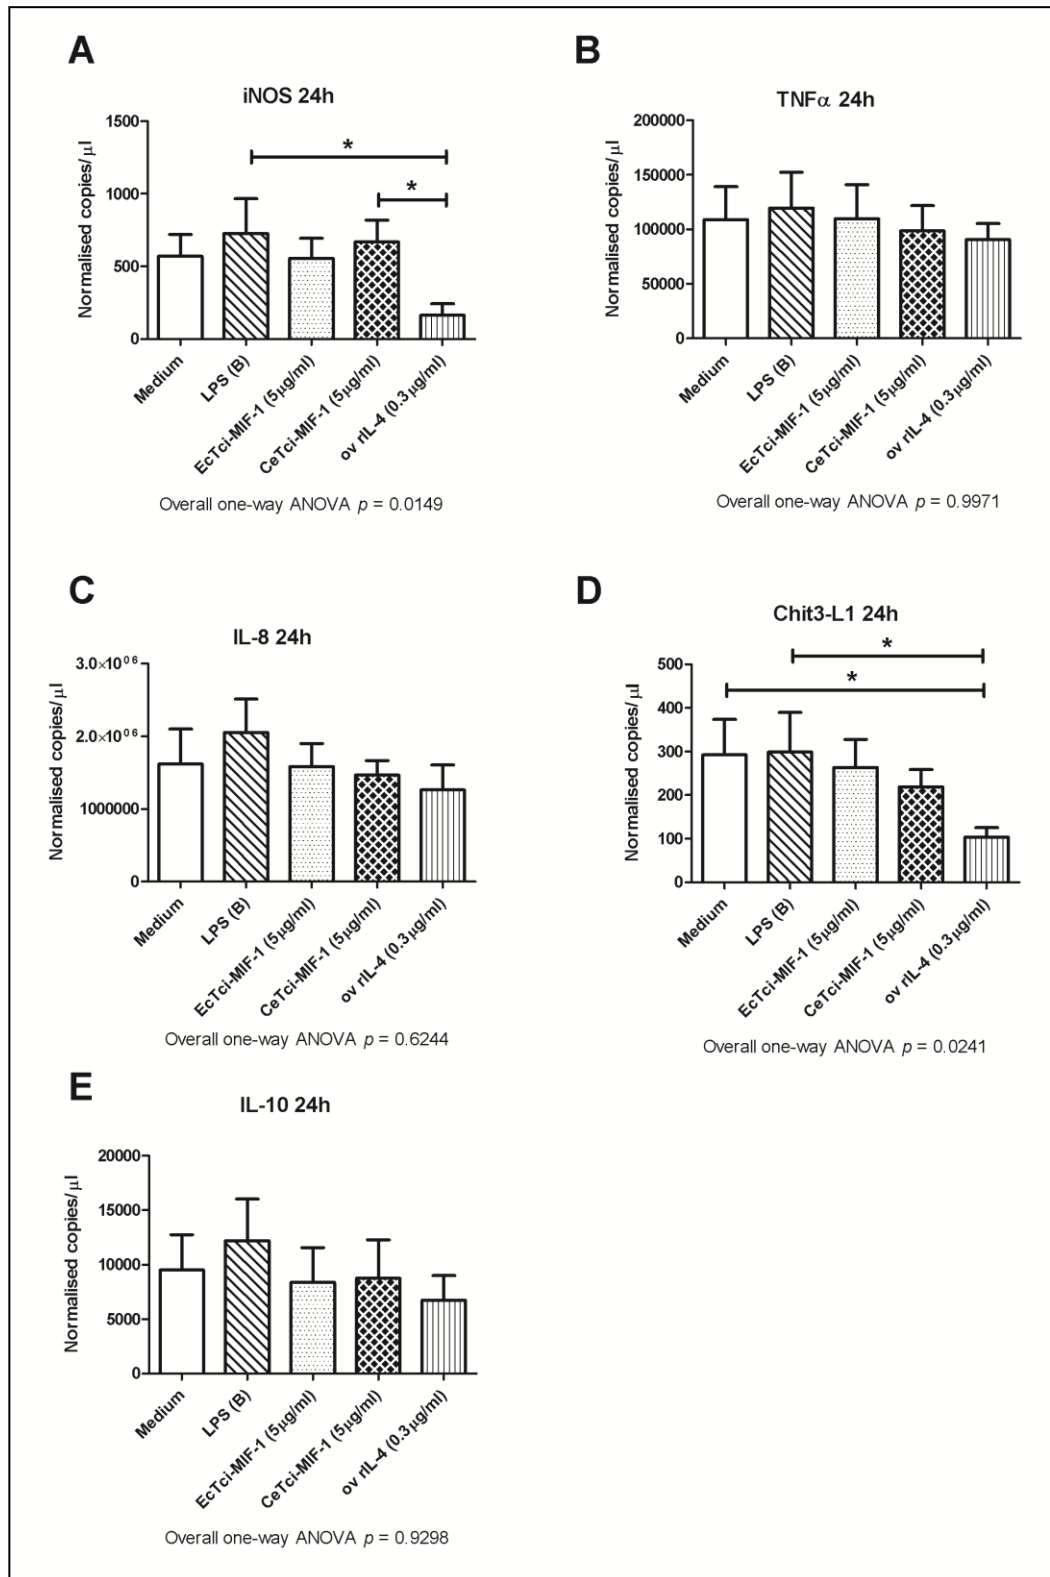 A
iNOS 24h
Normalised copies/µl
1500
1000
500
0
*
*
Medium
LPS (B)
EcTci-MIF-1 (5µg/ml)
CeTci-MIF-1 (5µg/ml)
ov rIL-4 (0.3µg/ml)
Overall one-way ANOVA p = 0.0149
B
TNFα 24h
Normalised copies/µl
200000
150000
100000
50000
0
Medium
LPS (B)
EcTci-MIF-1 (5µg/ml)
CeTci-MIF-1 (5µg/ml)
ov rIL-4 (0.3µg/ml)
Overall one-way ANOVA p = 0.9971
C
IL-8 24h
Normalised copies/µl
3.0×10⁰⁶
2.0×10⁰⁶
1000000
0
Medium
LPS (B)
EcTci-MIF-1 (5µg/ml)
CeTci-MIF-1 (5µg/ml)
ov rIL-4 (0.3µg/ml)
Overall one-way ANOVA p = 0.6244
D
Chit3-L1 24h
Normalised copies/µl
500
400
300
200
100
0
*
*
Medium
LPS (B)
EcTci-MIF-1 (5µg/ml)
CeTci-MIF-1 (5µg/ml)
ov rIL-4 (0.3µg/ml)
Overall one-way ANOVA p = 0.0241
E
IL-10 24h
Normalised copies/µl
20000
15000
10000
5000
0
Medium
LPS (B)
EcTci-MIF-1 (5µg/ml)
CeTci-MIF-1 (5µg/ml)
ov rIL-4 (0.3µg/ml)
Overall one-way ANOVA p = 0.9298